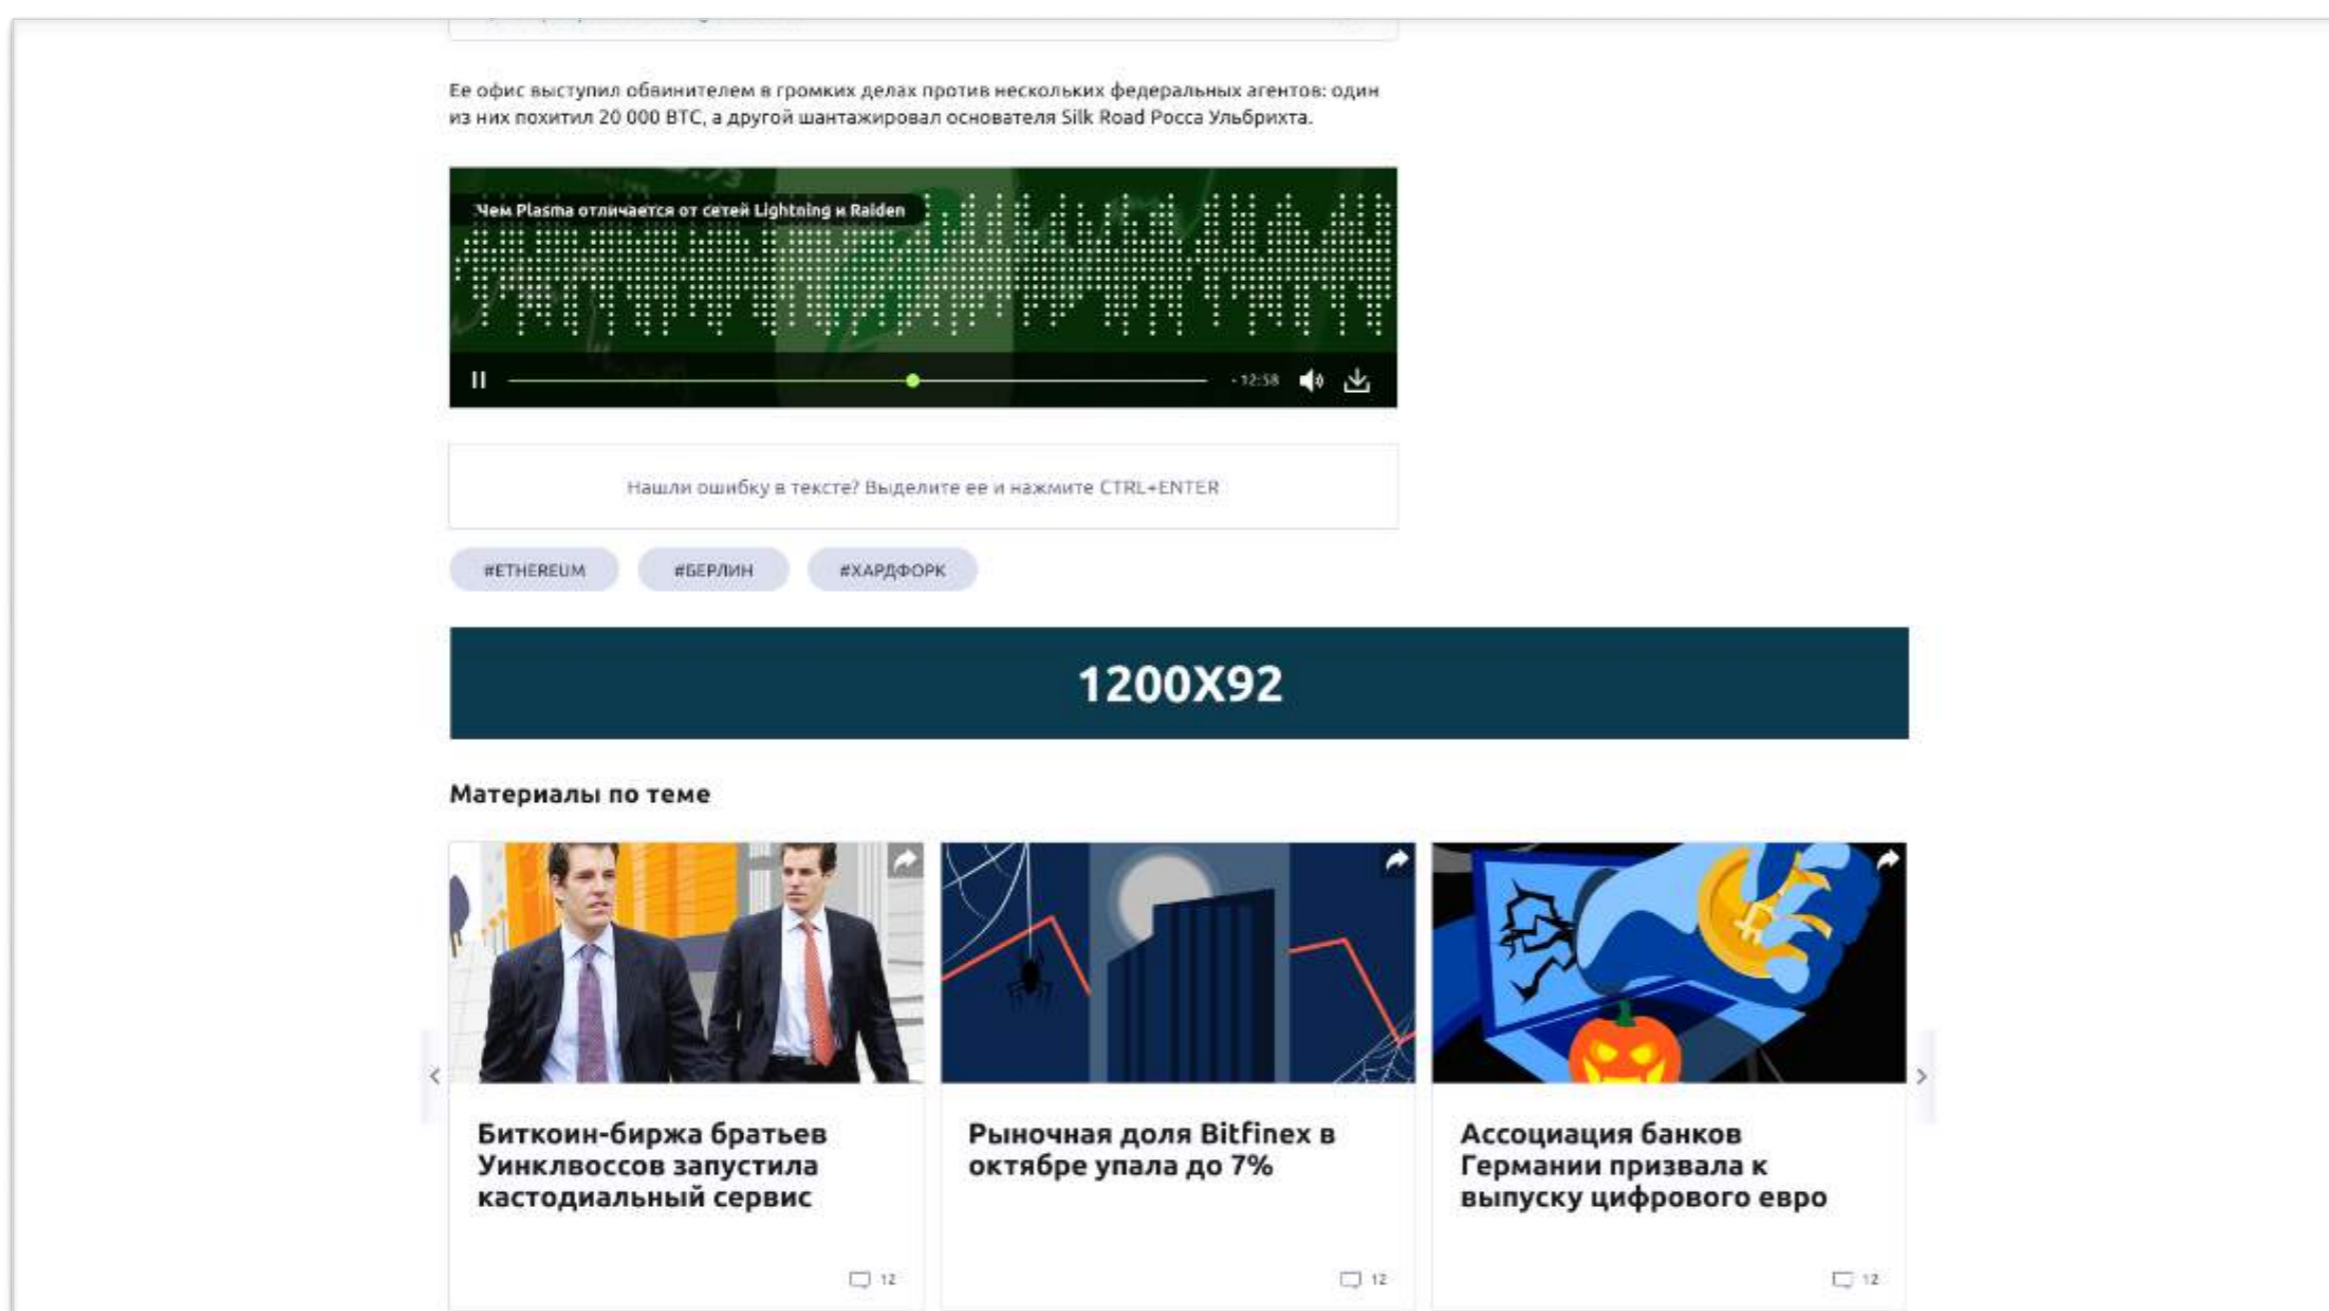 Ее офис выступил обвинителем в громких делах против нескольких федеральных агентов: один
из них похитил 20 000 BTC, а другой шантажировал основателя Silk Road Росса Ульбрихта.
Чем Plasma отличается от сетей Lightning и Raiden
- 12:58
Нашли ошибку в тексте? Выделите ее и нажмите CTRL+ENTER
#ETHEREUM #БЕРЛИН #ХАРДФОРК
1200X92
Материалы по теме
Биткоин-биржа братьев
Уинклвоссов запустила
кастодиальный сервис
12
Рыночная доля Bitfinex в
октябре упала до 7%
12
Ассоциация банков
Германии призвала к
выпуску цифрового евро
12